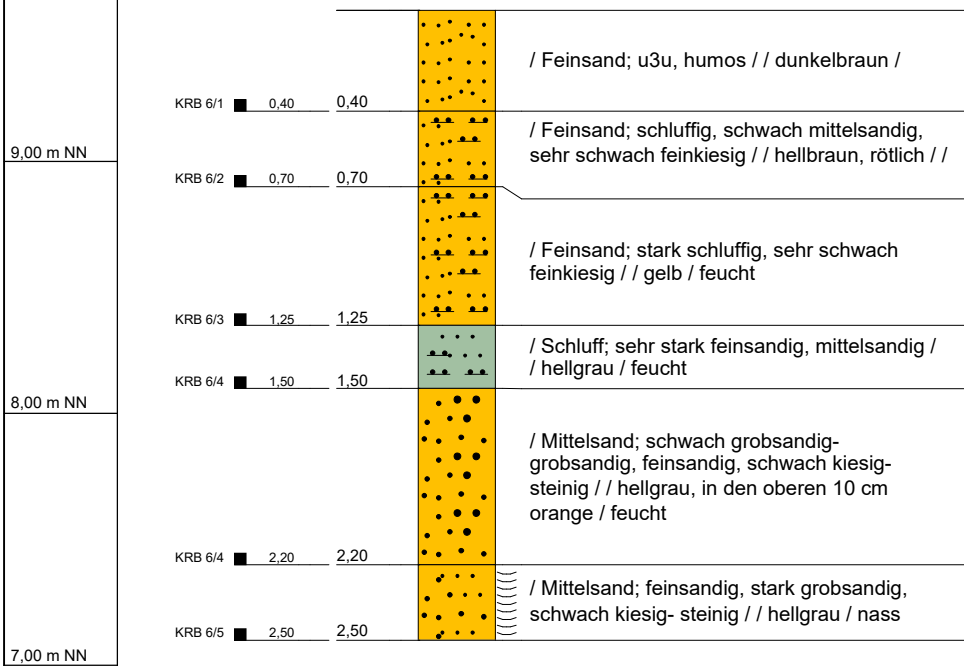 / Feinsand; u3u, humos / / dunkelbraun /
KRB 6/1 0,40 0,40
/ Feinsand; schluffig, schwach mittelsandig,
sehr schwach feinkiesig / / hellbraun, rötlich / /
9,00 m NN
KRB 6/2 0,70 0,70
/ Feinsand; stark schluffig, sehr schwach
feinkiesig / / gelb / feucht
KRB 6/3 1,25 1,25
/ Schluff; sehr stark feinsandig, mittelsandig /
/ hellgrau / feucht
KRB 6/4 1,50 1,50
8,00 m NN
/ Mittelsand; schwach grobsandig-
grobsandig, feinsandig, schwach kiesig-
steinig / / hellgrau, in den oberen 10 cm
orange / feucht
KRB 6/4 2,20 2,20
/ Mittelsand; feinsandig, stark grobsandig,
schwach kiesig- steinig / / hellgrau / nass
KRB 6/5 2,50 2,50
7,00 m NN